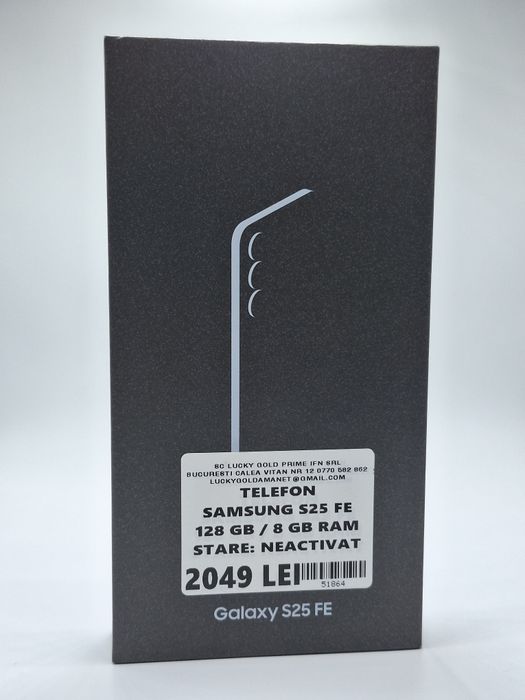 SC LUCKY GOLD PRIME IFN SRL
BUCURESTI CALEA VITAN NR 12 0770 582 862
LUCKYGOLDAMANET@GMAIL.COM
TELEFON
SAMSUNG S25 FE
128 GB / 8 GB RAM
STARE: NEACTIVAT
2049 LEI
51864
Galaxy S25 FE